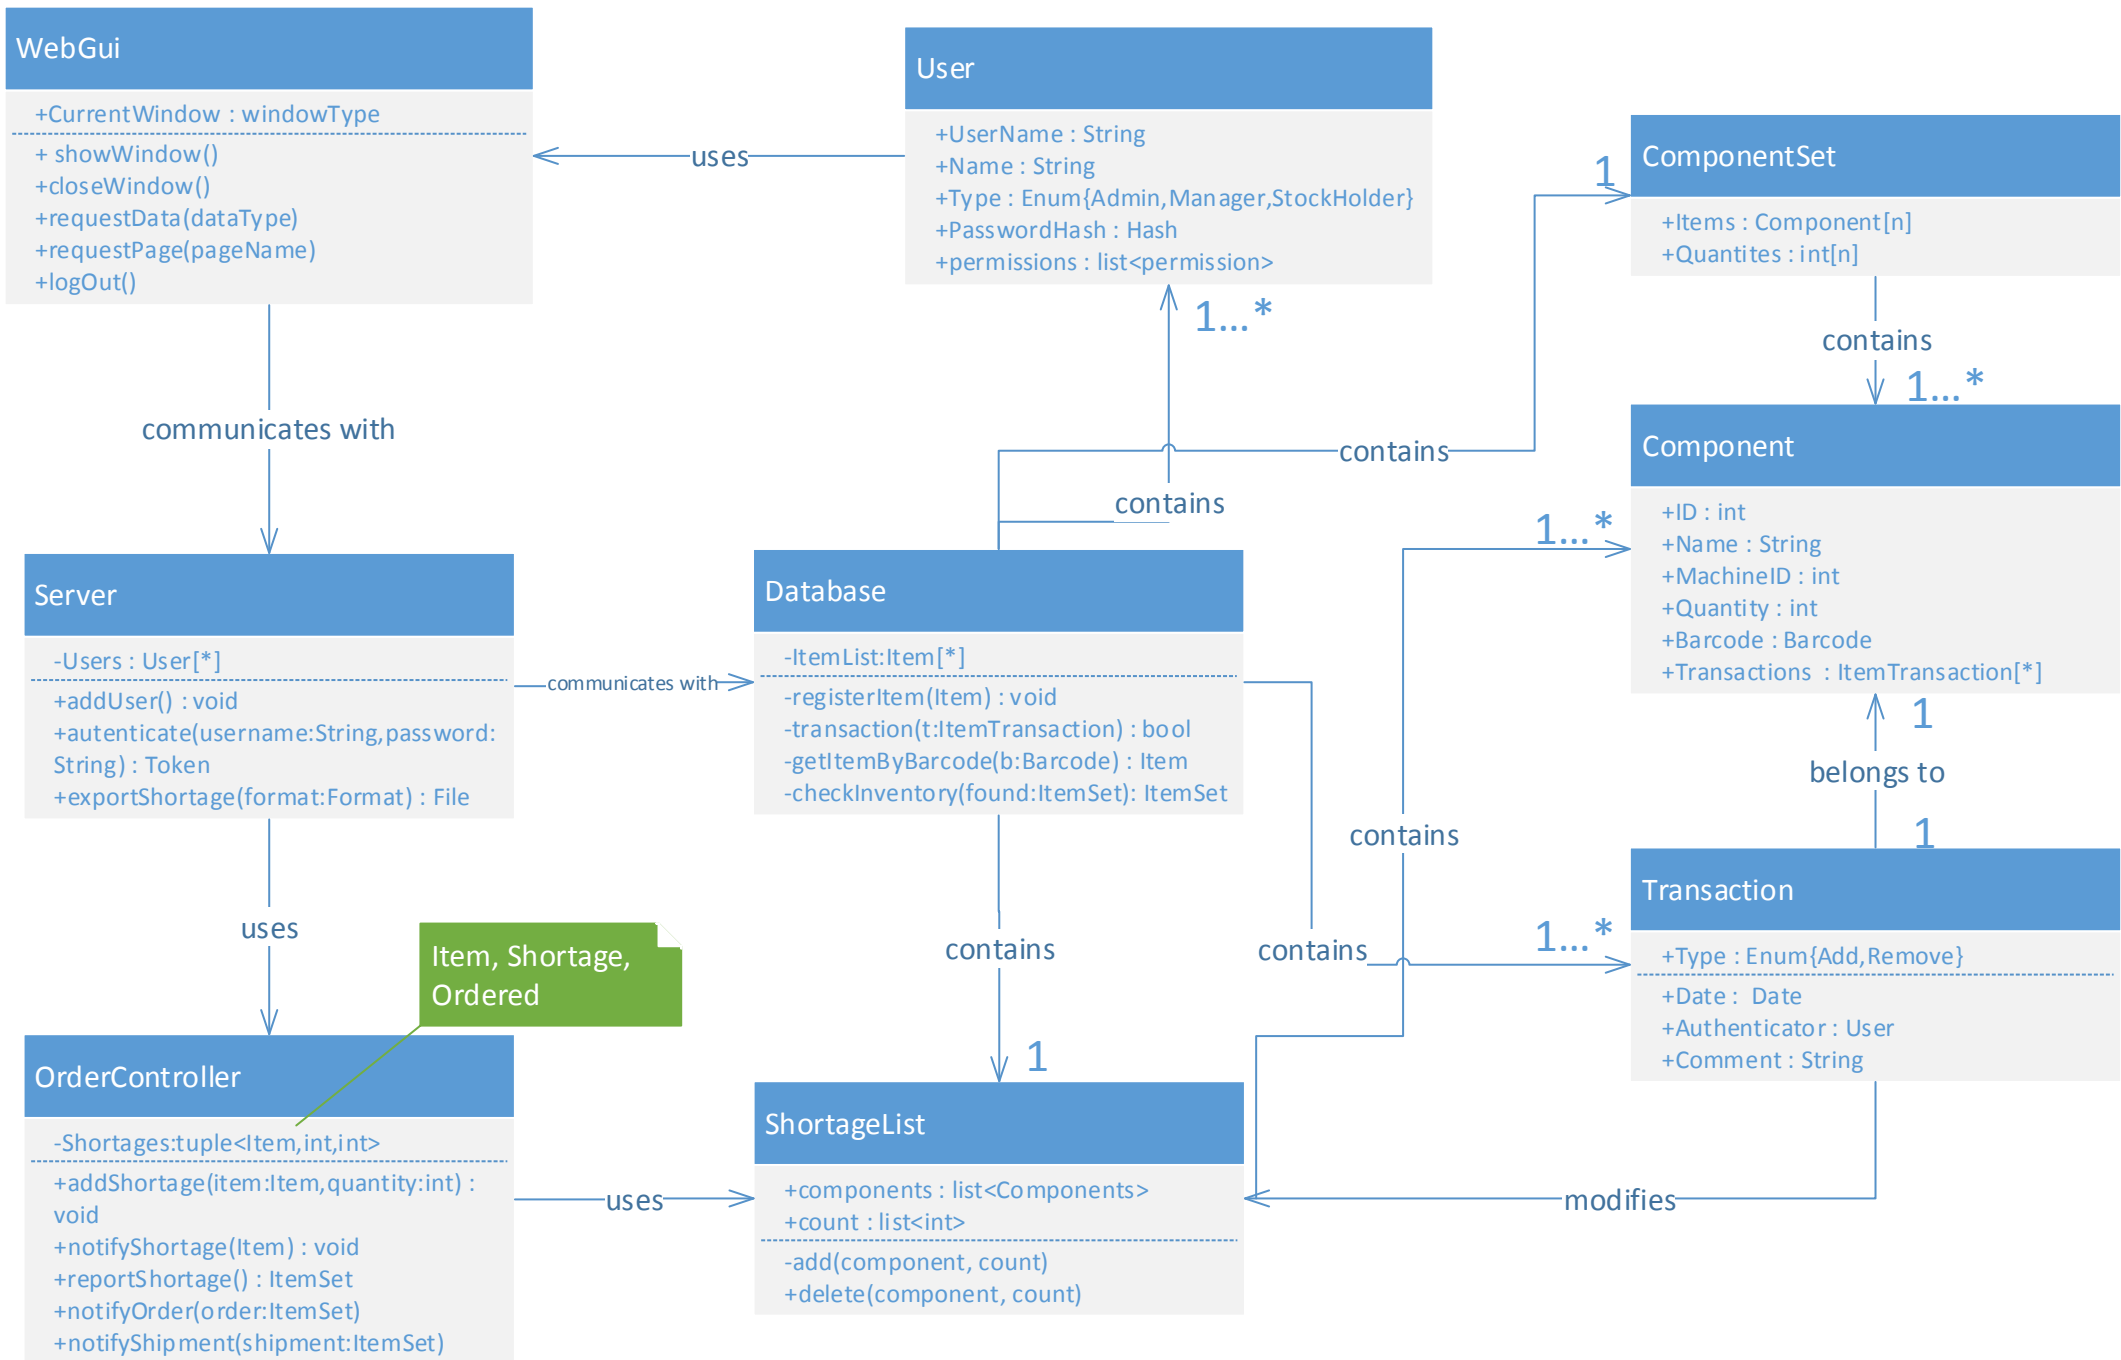 WebGui
+CurrentWindow : windowType
+ showWindow()
+closeWindow()
+requestData(dataType)
+requestPage(pageName)
+logOut()
uses
User
+UserName : String
+Name : String
+Type : Enum{Admin,Manager,StockHolder}
+PasswordHash : Hash
+permissions : list<permission>
1...*
1
ComponentSet
+Items : Component[n]
+Quantites : int[n]
contains
1...*
communicates with
contains
contains
Component
+ID : int
+Name : String
+MachineID : int
+Quantity : int
+Barcode : Barcode
+Transactions : ItemTransaction[*]
1...*
Server
-Users : User[*]
+addUser() : void
+autenticate(username:String,password:
String) : Token
+exportShortage(format:Format) : File
communicates with
Database
-ItemList:Item[*]
-registerItem(Item) : void
-transaction(t:ItemTransaction) : bool
-getItemByBarcode(b:Barcode) : Item
-checkInventory(found:ItemSet): ItemSet
1
belongs to
1
contains
uses
Item, Shortage,
Ordered
contains
contains
1...*
Transaction
+Type : Enum{Add,Remove}
+Date : Date
+Authenticator : User
+Comment : String
1
OrderController
-Shortages:tuple<Item,int,int>
+addShortage(item:Item,quantity:int) :
void
+notifyShortage(Item) : void
+reportShortage() : ItemSet
+notifyOrder(order:ItemSet)
+notifyShipment(shipment:ItemSet)
uses
ShortageList
+components : list<Components>
+count : list<int>
-add(component, count)
+delete(component, count)
modifies